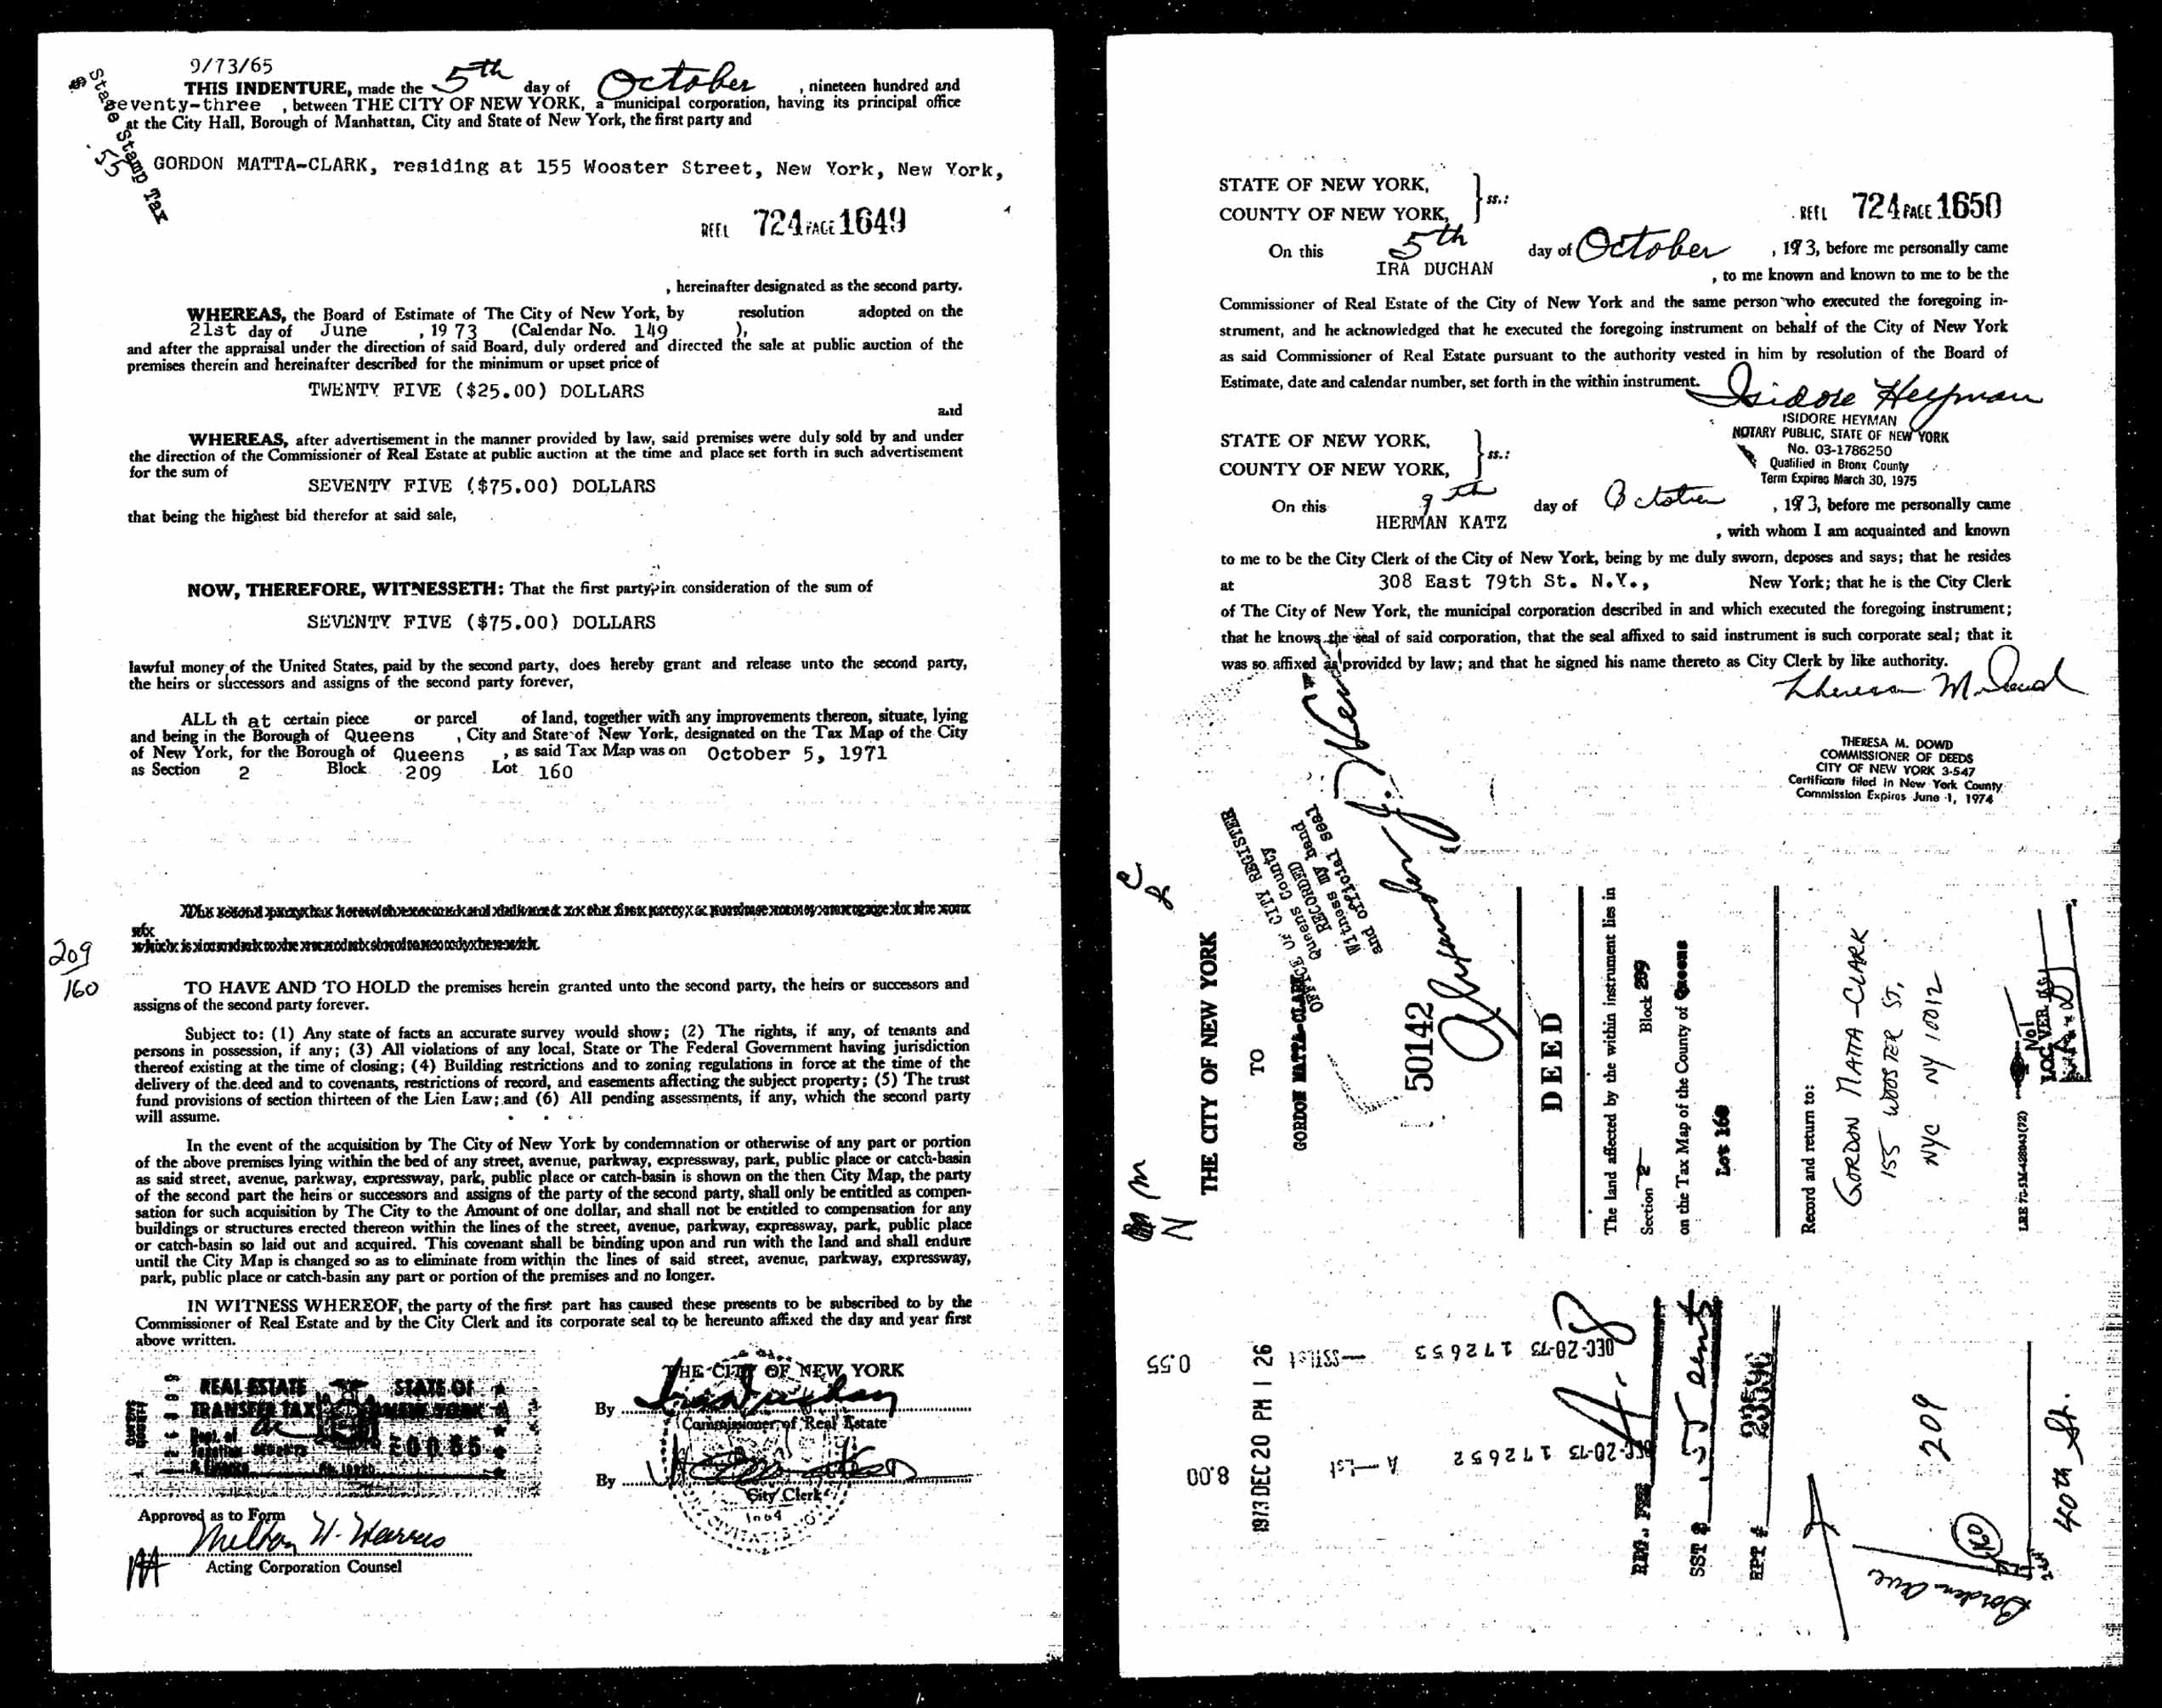 9/73/65
State Stamp Tax
.55
THIS INDENTURE, made the 5th day of October , nineteen hundred and
seventy-three , between THE CITY OF NEW YORK, a municipal corporation, having its principal office
at the City Hall, Borough of Manhattan, City and State of New York, the first party and
GORDON MATTA-CLARK, residing at 155 Wooster Street, New York, New York,
REEL 724 PAGE 1649
, hereinafter designated as the second party.
WHEREAS, the Board of Estimate of The City of New York, by resolution adopted on the
21st day of June , 19 73 (Calendar No. 149 ),
and after the appraisal under the direction of said Board, duly ordered and directed the sale at public auction of the
premises therein and hereinafter described for the minimum or upset price of
TWENTY FIVE ($25.00) DOLLARS
and
WHEREAS, after advertisement in the manner provided by law, said premises were duly sold by and under
the direction of the Commissioner of Real Estate at public auction at the time and place set forth in such advertisement
for the sum of
SEVENTY FIVE ($75.00) DOLLARS
that being the highest bid therefor at said sale,
NOW, THEREFORE, WITNESSETH: That the first party, in consideration of the sum of
SEVENTY FIVE ($75.00) DOLLARS
lawful money of the United States, paid by the second party, does hereby grant and release unto the second party,
the heirs or successors and assigns of the second party forever,
ALL th at certain piece or parcel of land, together with any improvements thereon, situate, lying
and being in the Borough of Queens , City and State of New York, designated on the Tax Map of the City
of New York, for the Borough of Queens , as said Tax Map was on October 5, 1971
as Section 2 Block 209 Lot 160
209
160
TO HAVE AND TO HOLD the premises herein granted unto the second party, the heirs or successors and
assigns of the second party forever.
Subject to: (1) Any state of facts an accurate survey would show; (2) The rights, if any, of tenants and
persons in possession, if any; (3) All violations of any local, State or The Federal Government having jurisdiction
thereof existing at the time of closing; (4) Building restrictions and to zoning regulations in force at the time of the
delivery of the deed and to covenants, restrictions of record, and easements affecting the subject property; (5) The trust
fund provisions of section thirteen of the Lien Law; and (6) All pending assessments, if any, which the second party
will assume.
In the event of the acquisition by The City of New York by condemnation or otherwise of any part or portion
of the above premises lying within the bed of any street, avenue, parkway, expressway, park, public place or catch-basin
as said street, avenue, parkway, expressway, park, public place or catch-basin is shown on the then City Map, the party
of the second part the heirs or successors and assigns of the party of the second party, shall only be entitled as compen-
sation for such acquisition by The City to the Amount of one dollar, and shall not be entitled to compensation for any
buildings or structures erected thereon within the lines of the street, avenue, parkway, expressway, park, public place
or catch-basin so laid out and acquired. This covenant shall be binding upon and run with the land and shall endure
until the City Map is changed so as to eliminate from within the lines of said street, avenue, parkway, expressway,
park, public place or catch-basin any part or portion of the premises and no longer.
IN WITNESS WHEREOF, the party of the first part has caused these presents to be subscribed to by the
Commissioner of Real Estate and by the City Clerk and its corporate seal to be hereunto affixed the day and year first
above written.
REAL ESTATE STATE OF
TRANSFER TAX NEW YORK
Dept. of
Taxation
THE CITY OF NEW YORK
By
Commissioner of Real Estate
By
City Clerk
Approved as to Form
Milton H. Harris
Acting Corporation Counsel
STATE OF NEW YORK,
COUNTY OF NEW YORK, } ss.:
REEL 724 PAGE 1650
On this 5th day of October , 1973, before me personally came
IRA DUCHAN , to me known and known to me to be the
Commissioner of Real Estate of the City of New York and the same person who executed the foregoing in-
strument, and he acknowledged that he executed the foregoing instrument on behalf of the City of New York
as said Commissioner of Real Estate pursuant to the authority vested in him by resolution of the Board of
Estimate, date and calendar number, set forth in the within instrument.
Isidore Heyman
ISIDORE HEYMAN
NOTARY PUBLIC, STATE OF NEW YORK
No. 03-1786250
Qualified in Bronx County
Term Expires March 30, 1975
STATE OF NEW YORK,
COUNTY OF NEW YORK, } ss.:
On this 9th day of October , 1973, before me personally came
HERMAN KATZ , with whom I am acquainted and known
to me to be the City Clerk of the City of New York, being by me duly sworn, deposes and says; that he resides
at 308 East 79th St. N.Y., New York; that he is the City Clerk
of The City of New York, the municipal corporation described in and which executed the foregoing instrument;
that he knows the seal of said corporation, that the seal affixed to said instrument is such corporate seal; that it
was so affixed as provided by law; and that he signed his name thereto as City Clerk by like authority.
Theresa M. Dowd
THERESA M. DOWD
COMMISSIONER OF DEEDS
CITY OF NEW YORK 3-547
Certificate filed in New York County
Commission Expires June 1, 1974
THE CITY OF NEW YORK
TO
GORDON MATTA-CLARK
OFFICE OF CITY REGISTER
Queens County
RECORDED
Witness my hand
and official seal
50142
DEED
The land affected by the within instrument lies in
Section 2 Block 209
on the Tax Map of the County of Queens
Lot 160
Record and return to:
GORDON MATTA-CLARK
155 WOOSTER ST.
NYC NY 10012
LRE 7C-5M-428043(72)
LOC. VER. BY
0.55
8.00
1973 DEC 20 PM 1 26
DEC-20-73 172653
DEC-20-73 172652 A
REG. FEE
SST # .55 cents
RPT #
209
160
Borden Ave
40th St.